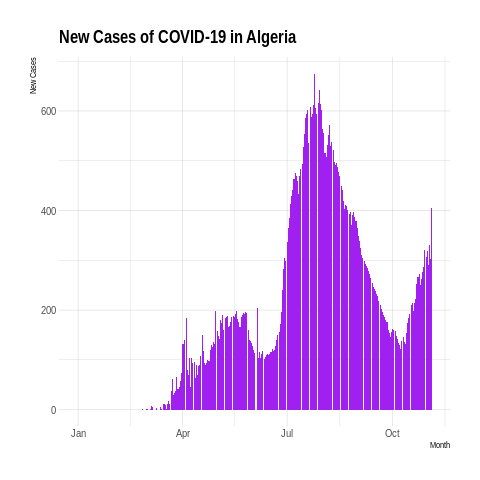 New Cases of COVID-19 in Algeria
New Cases
600
400
200
0
Jan Apr Jul Oct
Month